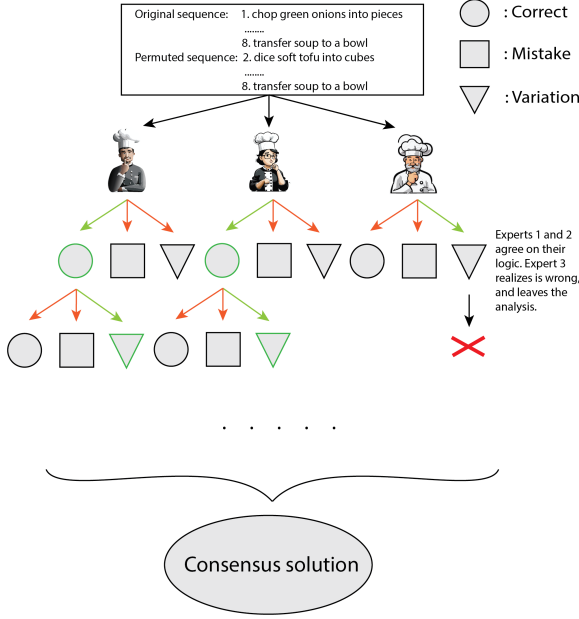 Original sequence: 1. chop green onions into pieces
........
8. transfer soup to a bowl
Permuted sequence: 2. dice soft tofu into cubes
........
8. transfer soup to a bowl
: Correct
: Mistake
: Variation
Experts 1 and 2
agree on their
logic. Expert 3
realizes is wrong,
and leaves the
analysis.
. . . . .
Consensus solution